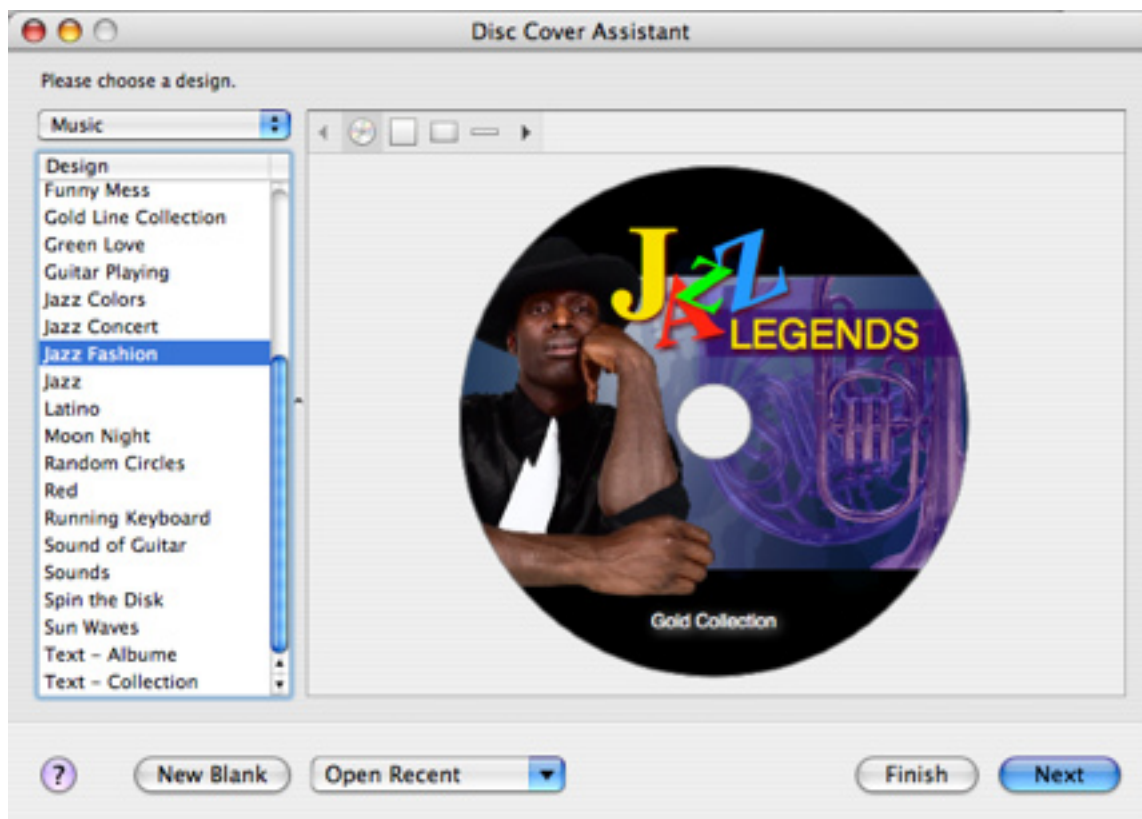 Disc Cover Assistant
Please choose a design.
Music
Design
Funny Mess
Gold Line Collection
Green Love
Guitar Playing
Jazz Colors
Jazz Concert
Jazz Fashion
Jazz
Latino
Moon Night
Random Circles
Red
Running Keyboard
Sound of Guitar
Sounds
Spin the Disk
Sun Waves
Text – Albume
Text – Collection
JAZZ
LEGENDS
Gold Collection
?
New Blank
Open Recent
Finish
Next